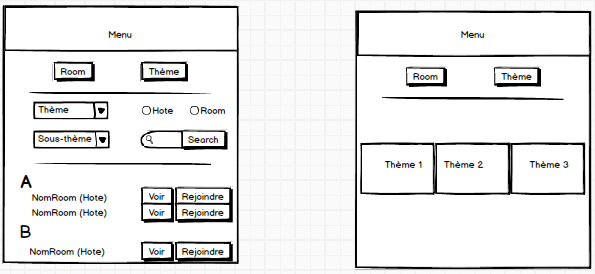 Menu
Room Thème
Thème Hote Room
Sous-thème Search
A
NomRoom (Hote) Voir Rejoindre
NomRoom (Hote) Voir Rejoindre
B
NomRoom (Hote) Voir Rejoindre
Menu
Room Thème
Thème 1 Thème 2 Thème 3